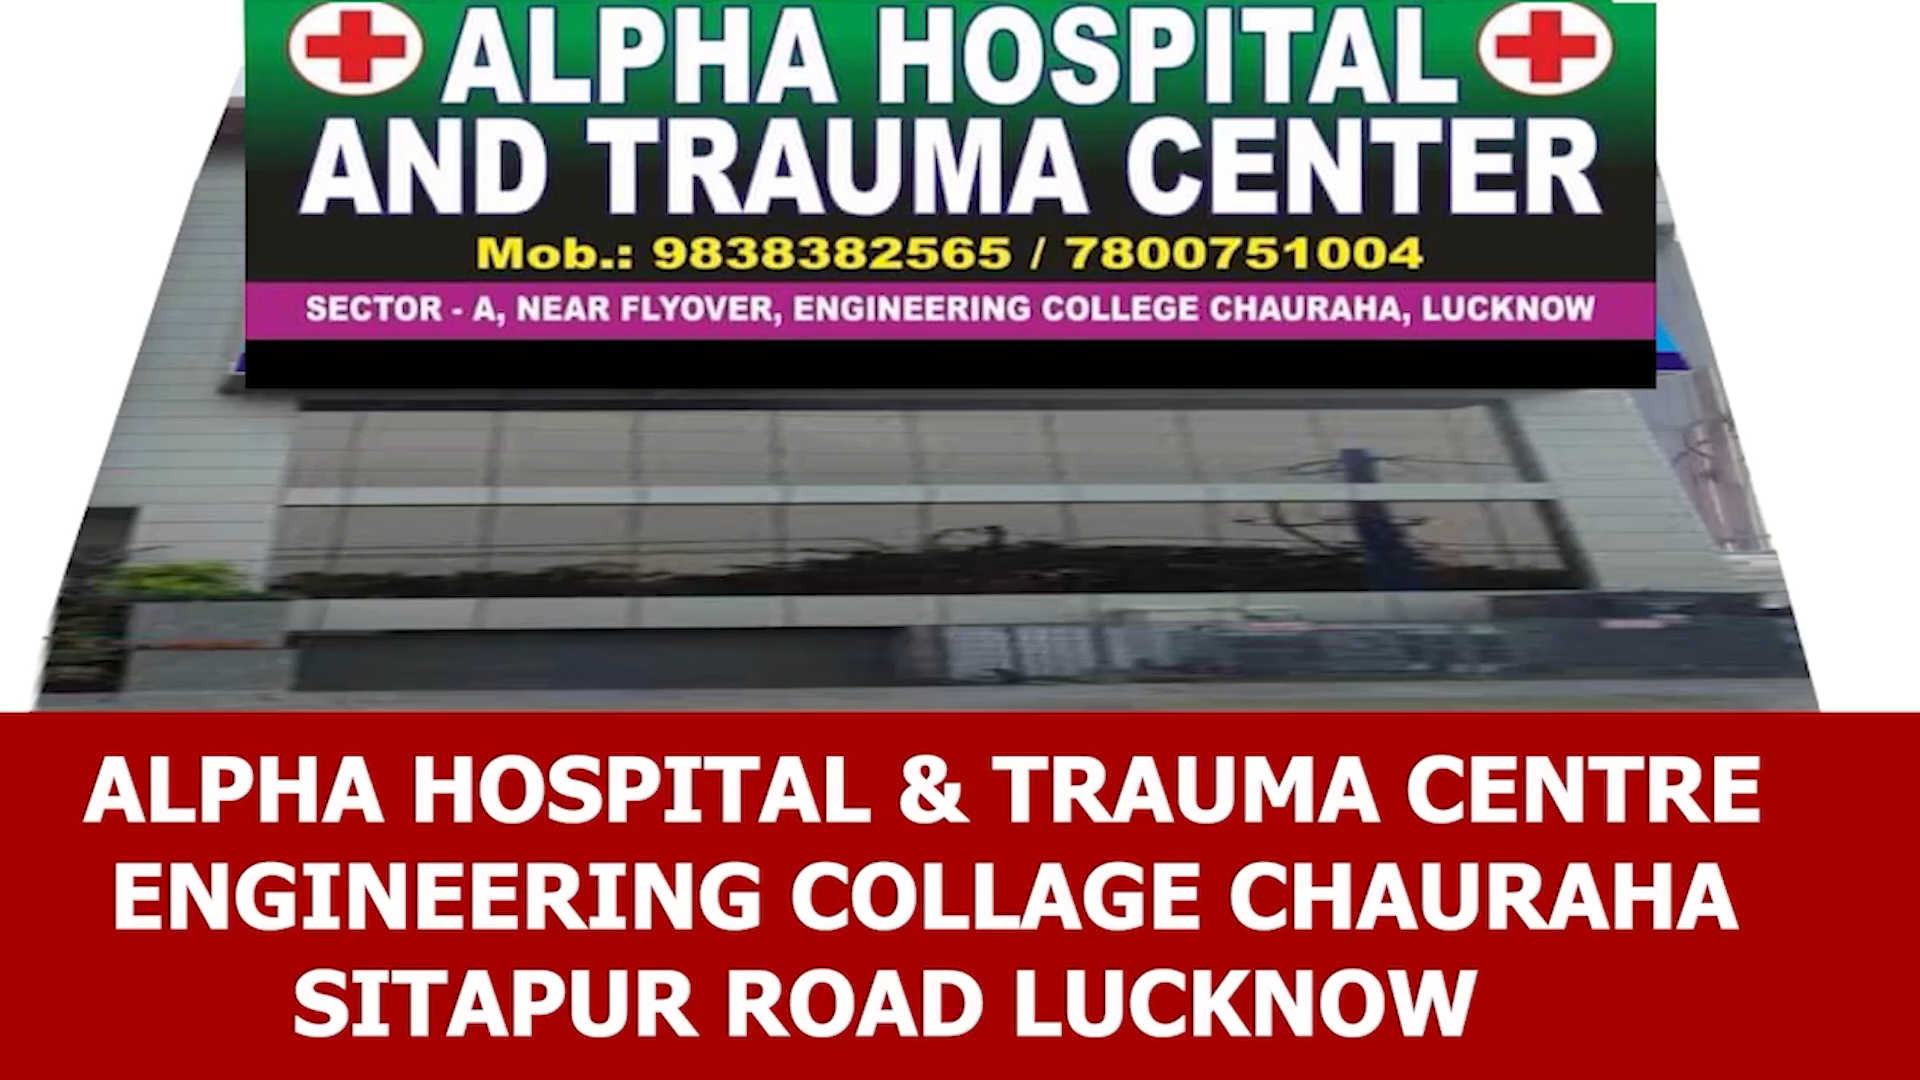 ALPHA HOSPITAL
AND TRAUMA CENTER
Mob.: 9838382565 / 7800751004
SECTOR - A, NEAR FLYOVER, ENGINEERING COLLEGE CHAURAHA, LUCKNOW
ALPHA HOSPITAL & TRAUMA CENTRE
ENGINEERING COLLAGE CHAURAHA
SITAPUR ROAD LUCKNOW